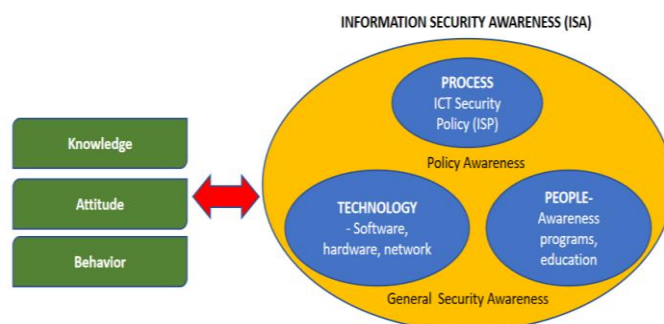 INFORMATION SECURITY AWARENESS (ISA)
PROCESS
ICT Security
Policy (ISP)
Policy Awareness
Knowledge
Attitude
Behavior
TECHNOLOGY
- Software,
hardware, network
PEOPLE-
Awareness
programs,
education
General Security Awareness